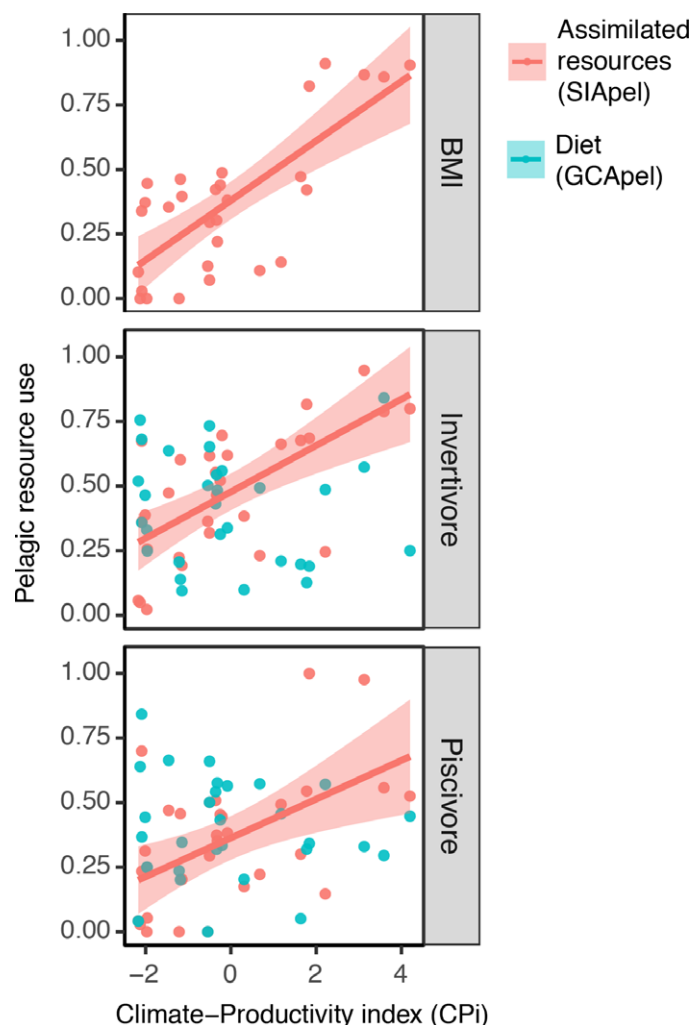 Assimilated
resources
(SIApel)
Diet
(GCApel)
Pelagic resource use
1.00
0.75
0.50
0.25
0.00
BMI
1.00
0.75
0.50
0.25
0.00
Invertivore
1.00
0.75
0.50
0.25
0.00
Piscivore
−2
0
2
4
Climate−Productivity index (CPi)